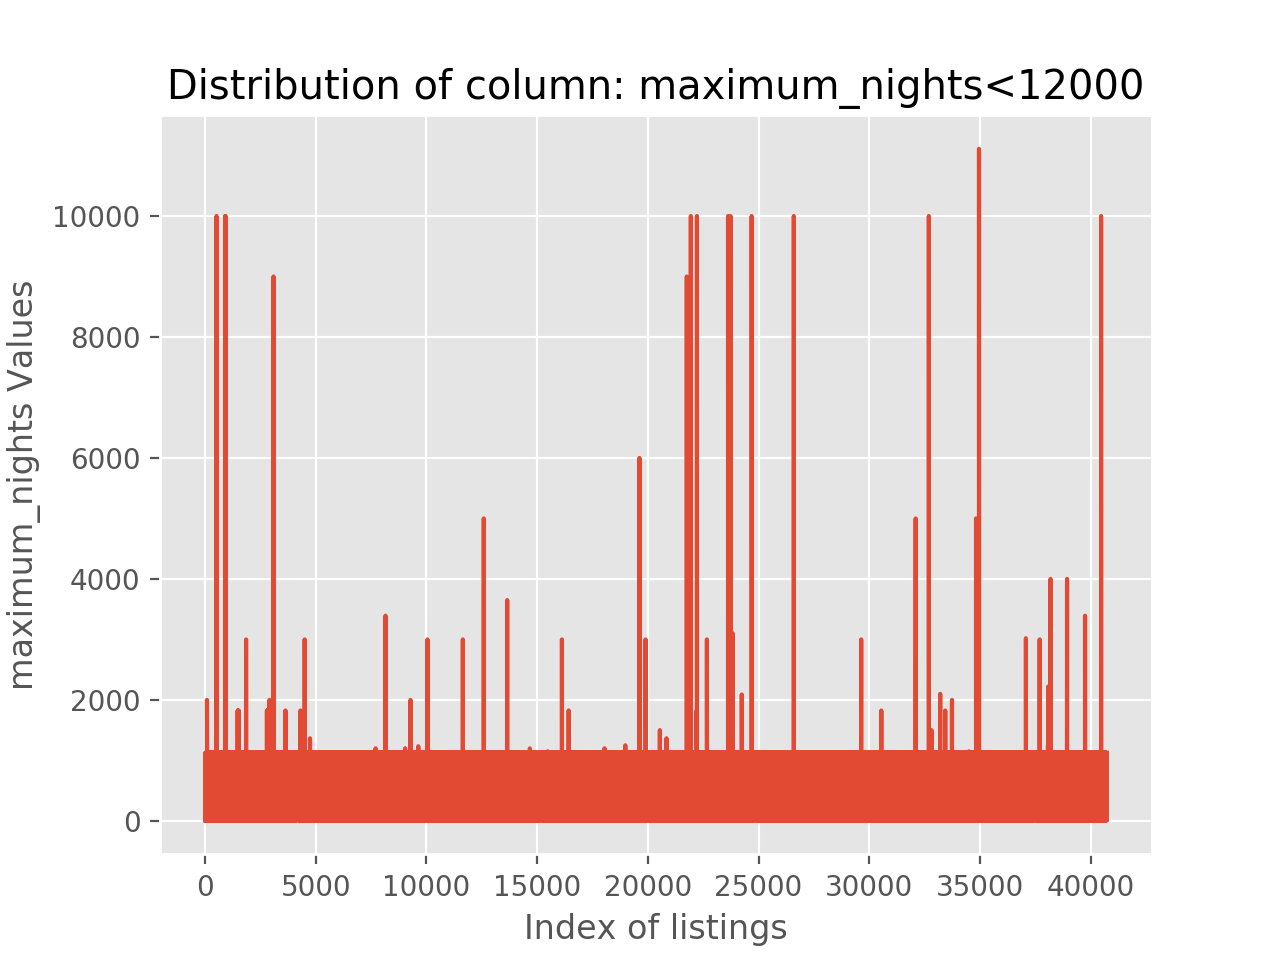 Distribution of column: maximum_nights<12000
maximum_nights Values
10000
8000
6000
4000
2000
0
0 5000 10000 15000 20000 25000 30000 35000 40000
Index of listings